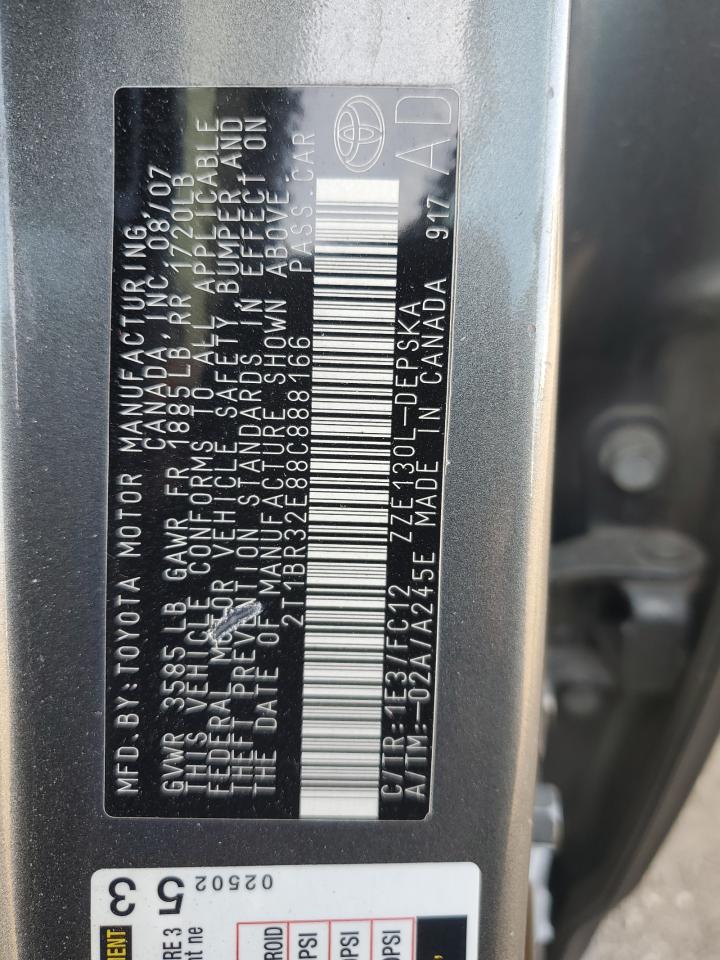 MFD. BY: TOYOTA MOTOR MANUFACTURING,
CANADA, INC. 08/07
GVWR 3585 LB GAWR FR 1885LB RR 1720LB
THIS VEHICLE CONFORMS TO ALL APPLICABLE
FEDERAL MOTOR VEHICLE SAFETY, BUMPER AND
THEFT PREVENTION STANDARDS IN EFFECT ON
THE DATE OF MANUFACTURE SHOWN ABOVE.
2T1BR32E88C888166 PASS. CAR
C/TR: 1E3/FC12 ZZE130L-DEPSKA
A/TM: -02A/A245E MADE IN CANADA 917 AD
3 5 02502